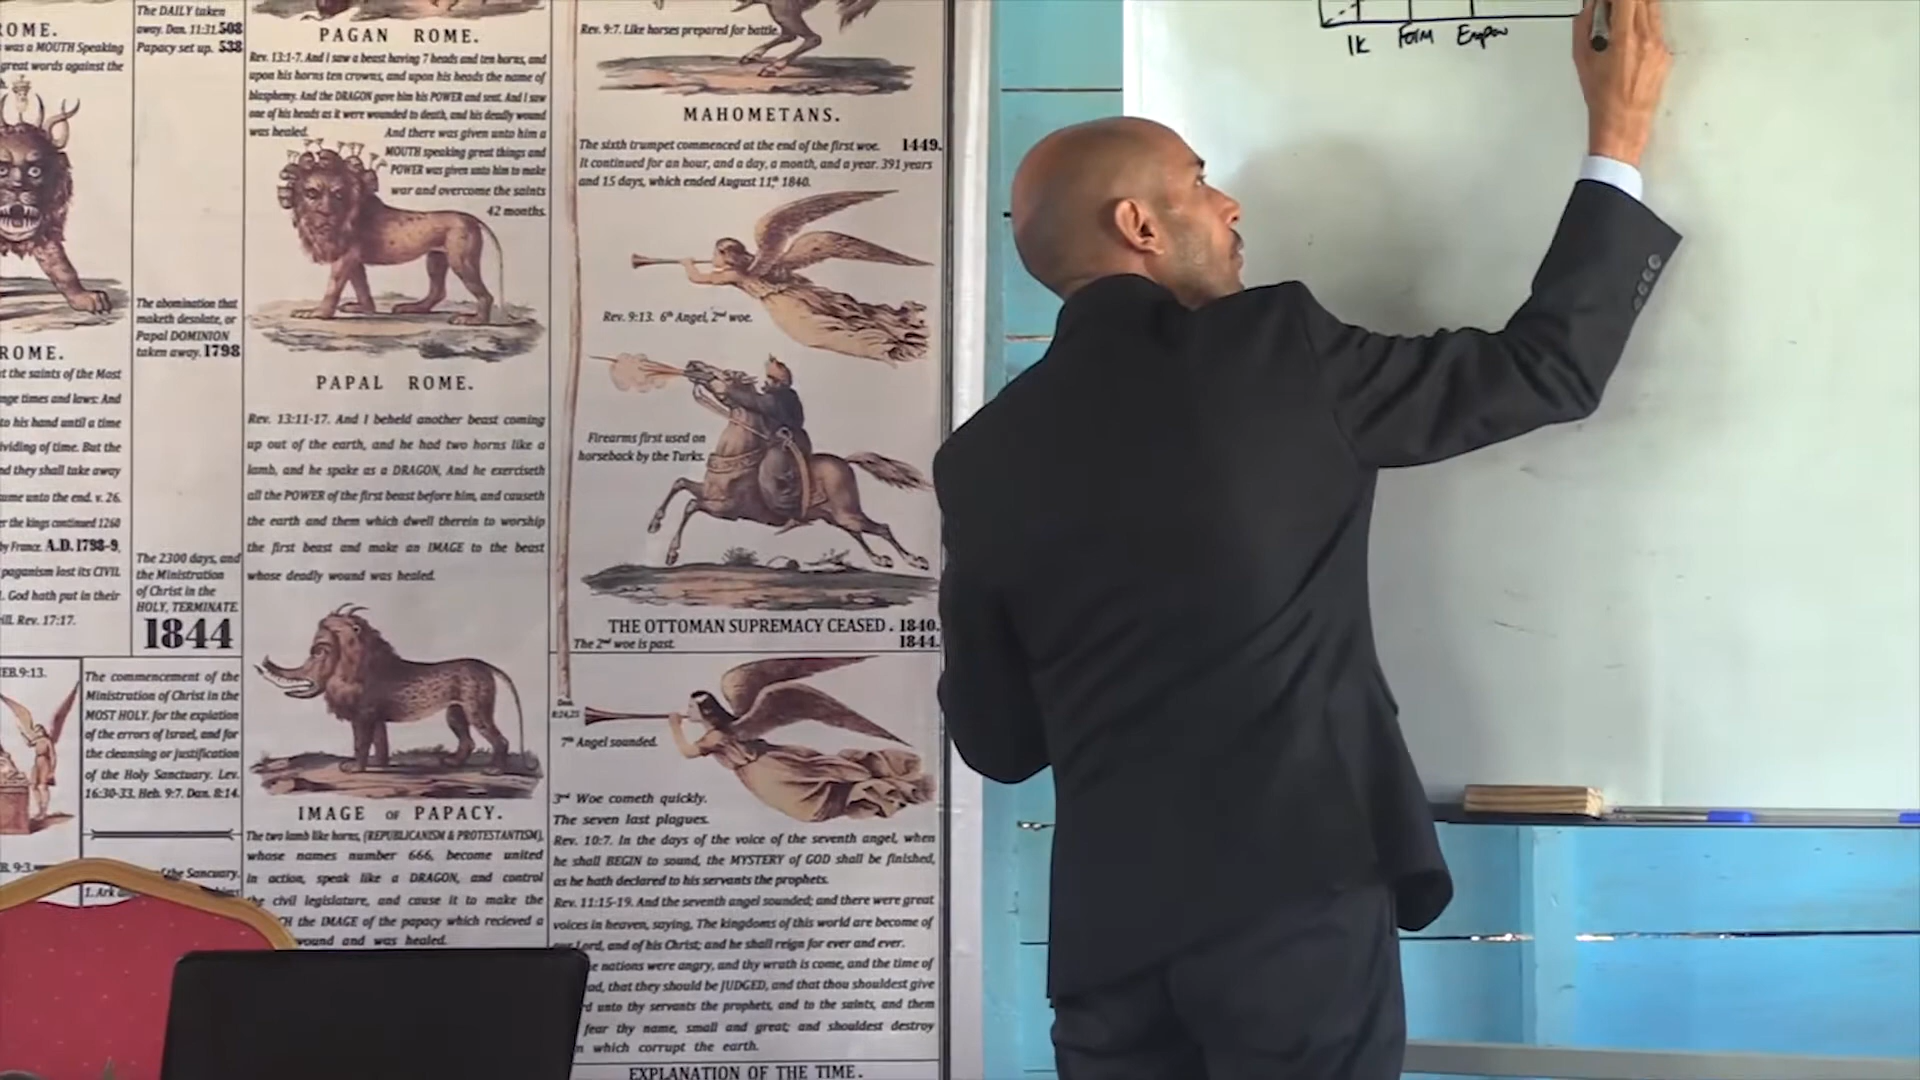 OME.
was a MOUTH Speaking
great words against the
ROME.
t the saints of the Most
nge times and laws: And
to his hand until a time
ividing of time. But the
nd they shall take away
ume unto the end. v. 26.
er the kings continued 1260
by France. A.D. 1798-9,
paganism lost its CIVIL
. God hath put in their
ill. Rev. 17:17.
The DAILY taken
away. Dan. 11:31. 508
Papacy set up. 538
The abomination that
maketh desolate, or
Papal DOMINION
taken away. 1798
The 2300 days, and
the Ministration
of Christ in the
HOLY, TERMINATE.
1844
HEB. 9:13.
The commencement of the
Ministration of Christ in the
MOST HOLY. for the expiation
of the errors of Israel, and for
the cleansing or justification
of the Holy Sanctuary. Lev.
16:30-33. Heb. 9:7. Dan. 8:14.
9:3.
the Sancuary.
1. Ark
PAGAN ROME.
Rev. 13:1-7. And I saw a beast having 7 heads and ten horns, and
upon his horns ten crowns, and upon his heads the name of
blasphemy. And the DRAGON gave him his POWER and seat. And I saw
one of his heads as it were wounded to death, and his deadly wound
was healed. And there was given unto him a
MOUTH speaking great things and
POWER was given unto him to make
war and overcome the saints
42 months.
PAPAL ROME.
Rev. 13:11-17. And I beheld another beast coming
up out of the earth, and he had two horns like a
lamb, and he spake as a DRAGON, And he exerciseth
all the POWER of the first beast before him, and causeth
the earth and them which dwell therein to worship
the first beast and make an IMAGE to the beast
whose deadly wound was healed.
IMAGE OF PAPACY.
The two lamb like horns, (REPUBLICANISM & PROTESTANTISM),
whose names number 666, become united
in action, speak like a DRAGON, and control
the civil legislature, and cause it to make the
CH the IMAGE of the papacy which recieved a
wound and was healed.
Rev. 9:7. Like horses prepared for battle.
MAHOMETANS.
The sixth trumpet commenced at the end of the first woe. 1449.
It continued for an hour, and a day, a month, and a year. 391 years
and 15 days, which ended August 11,th 1840.
Rev. 9:13. 6th Angel, 2nd woe.
Firearms first used on
horseback by the Turks.
THE OTTOMAN SUPREMACY CEASED. 1840.
The 2nd woe is past. 1844.
Dan.
8:24,25
7th Angel sounded.
3rd Woe cometh quickly.
The seven last plagues.
Rev. 10:7. In the days of the voice of the seventh angel, when
he shall BEGIN to sound, the MYSTERY of GOD shall be finished,
as he hath declared to his servants the prophets.
Rev. 11:15-19. And the seventh angel sounded; and there were great
voices in heaven, saying, The kingdoms of this world are become of
our Lord, and of his Christ; and he shall reign for ever and ever.
e nations were angry, and thy wrath is come, and the time of
ad, that they should be JUDGED, and that thou shouldest give
d unto thy servants the prophets, and to the saints, and them
fear thy name, small and great; and shouldest destroy
n which corrupt the earth.
EXPLANATION OF THE TIME.
1K Form Empow